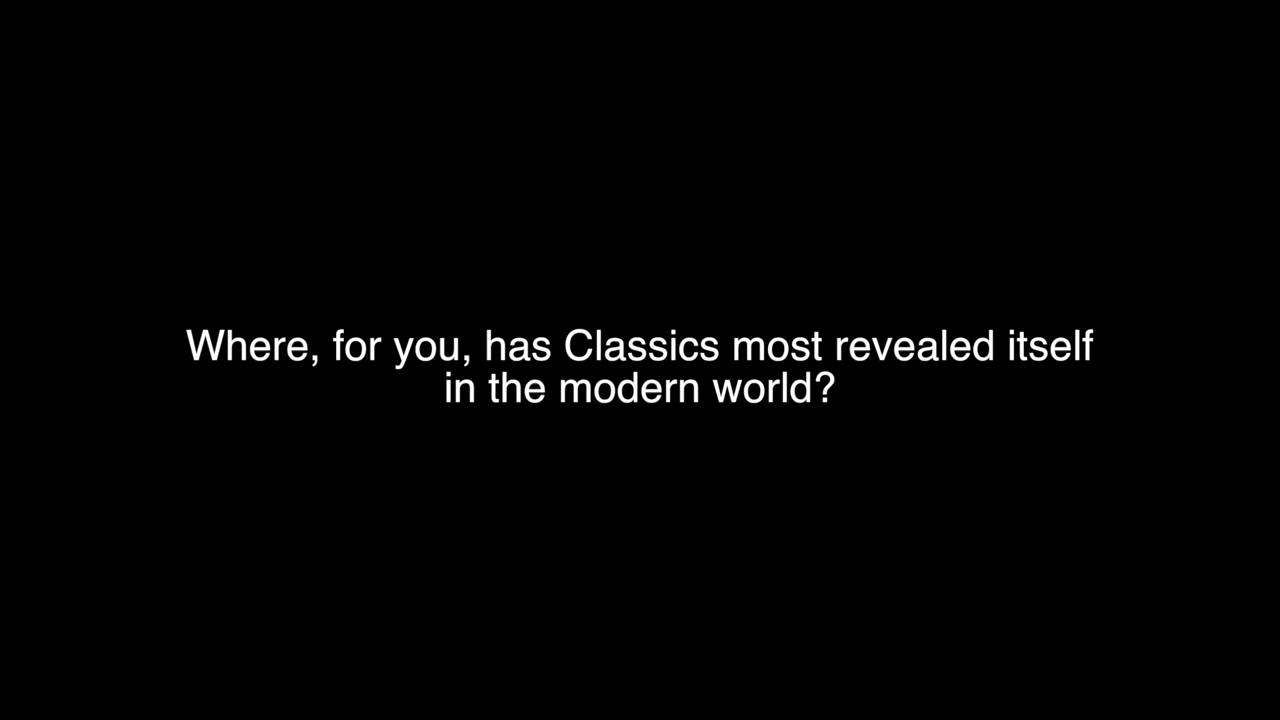 Where, for you, has Classics most revealed itself
in the modern world?